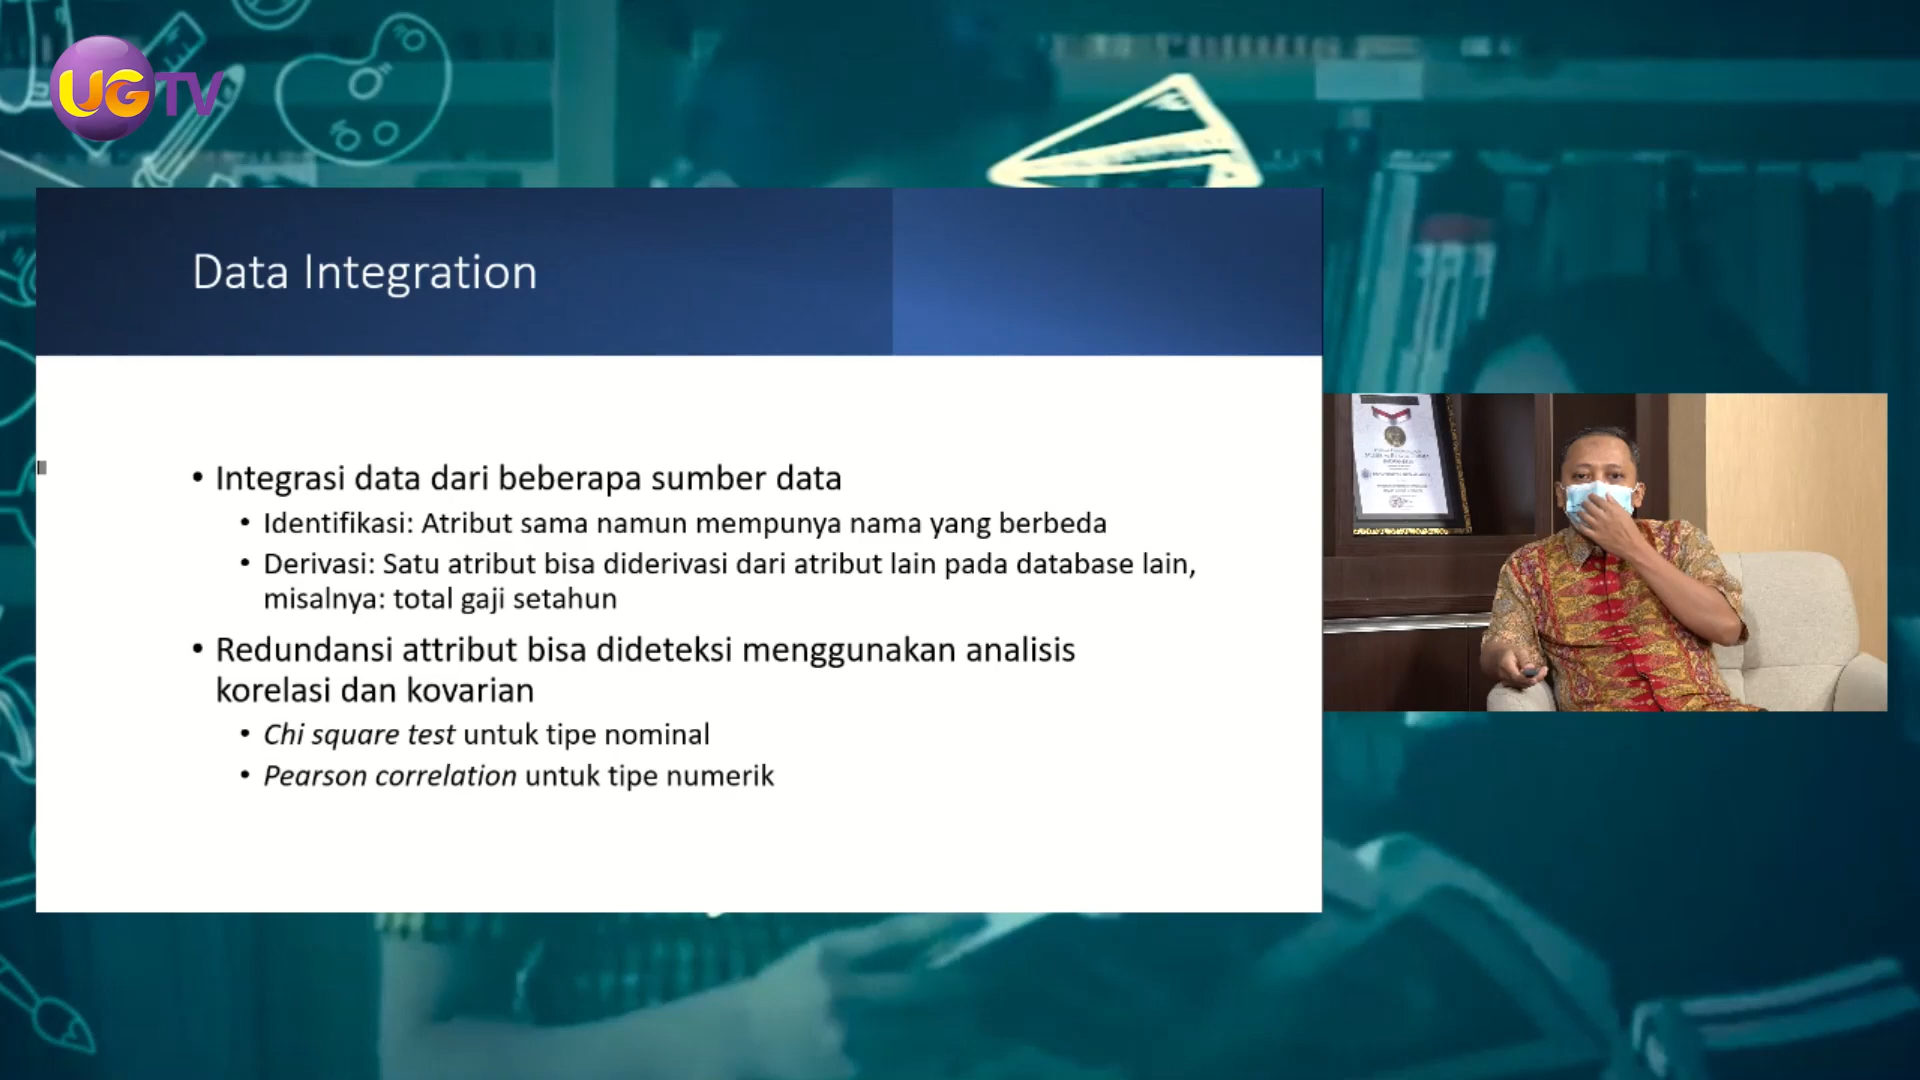 UGTV
Data Integration
• Integrasi data dari beberapa sumber data
• Identifikasi: Atribut sama namun mempunya nama yang berbeda
• Derivasi: Satu atribut bisa diderivasi dari atribut lain pada database lain,
misalnya: total gaji setahun
• Redundansi attribut bisa dideteksi menggunakan analisis
korelasi dan kovarian
• Chi square test untuk tipe nominal
• Pearson correlation untuk tipe numerik